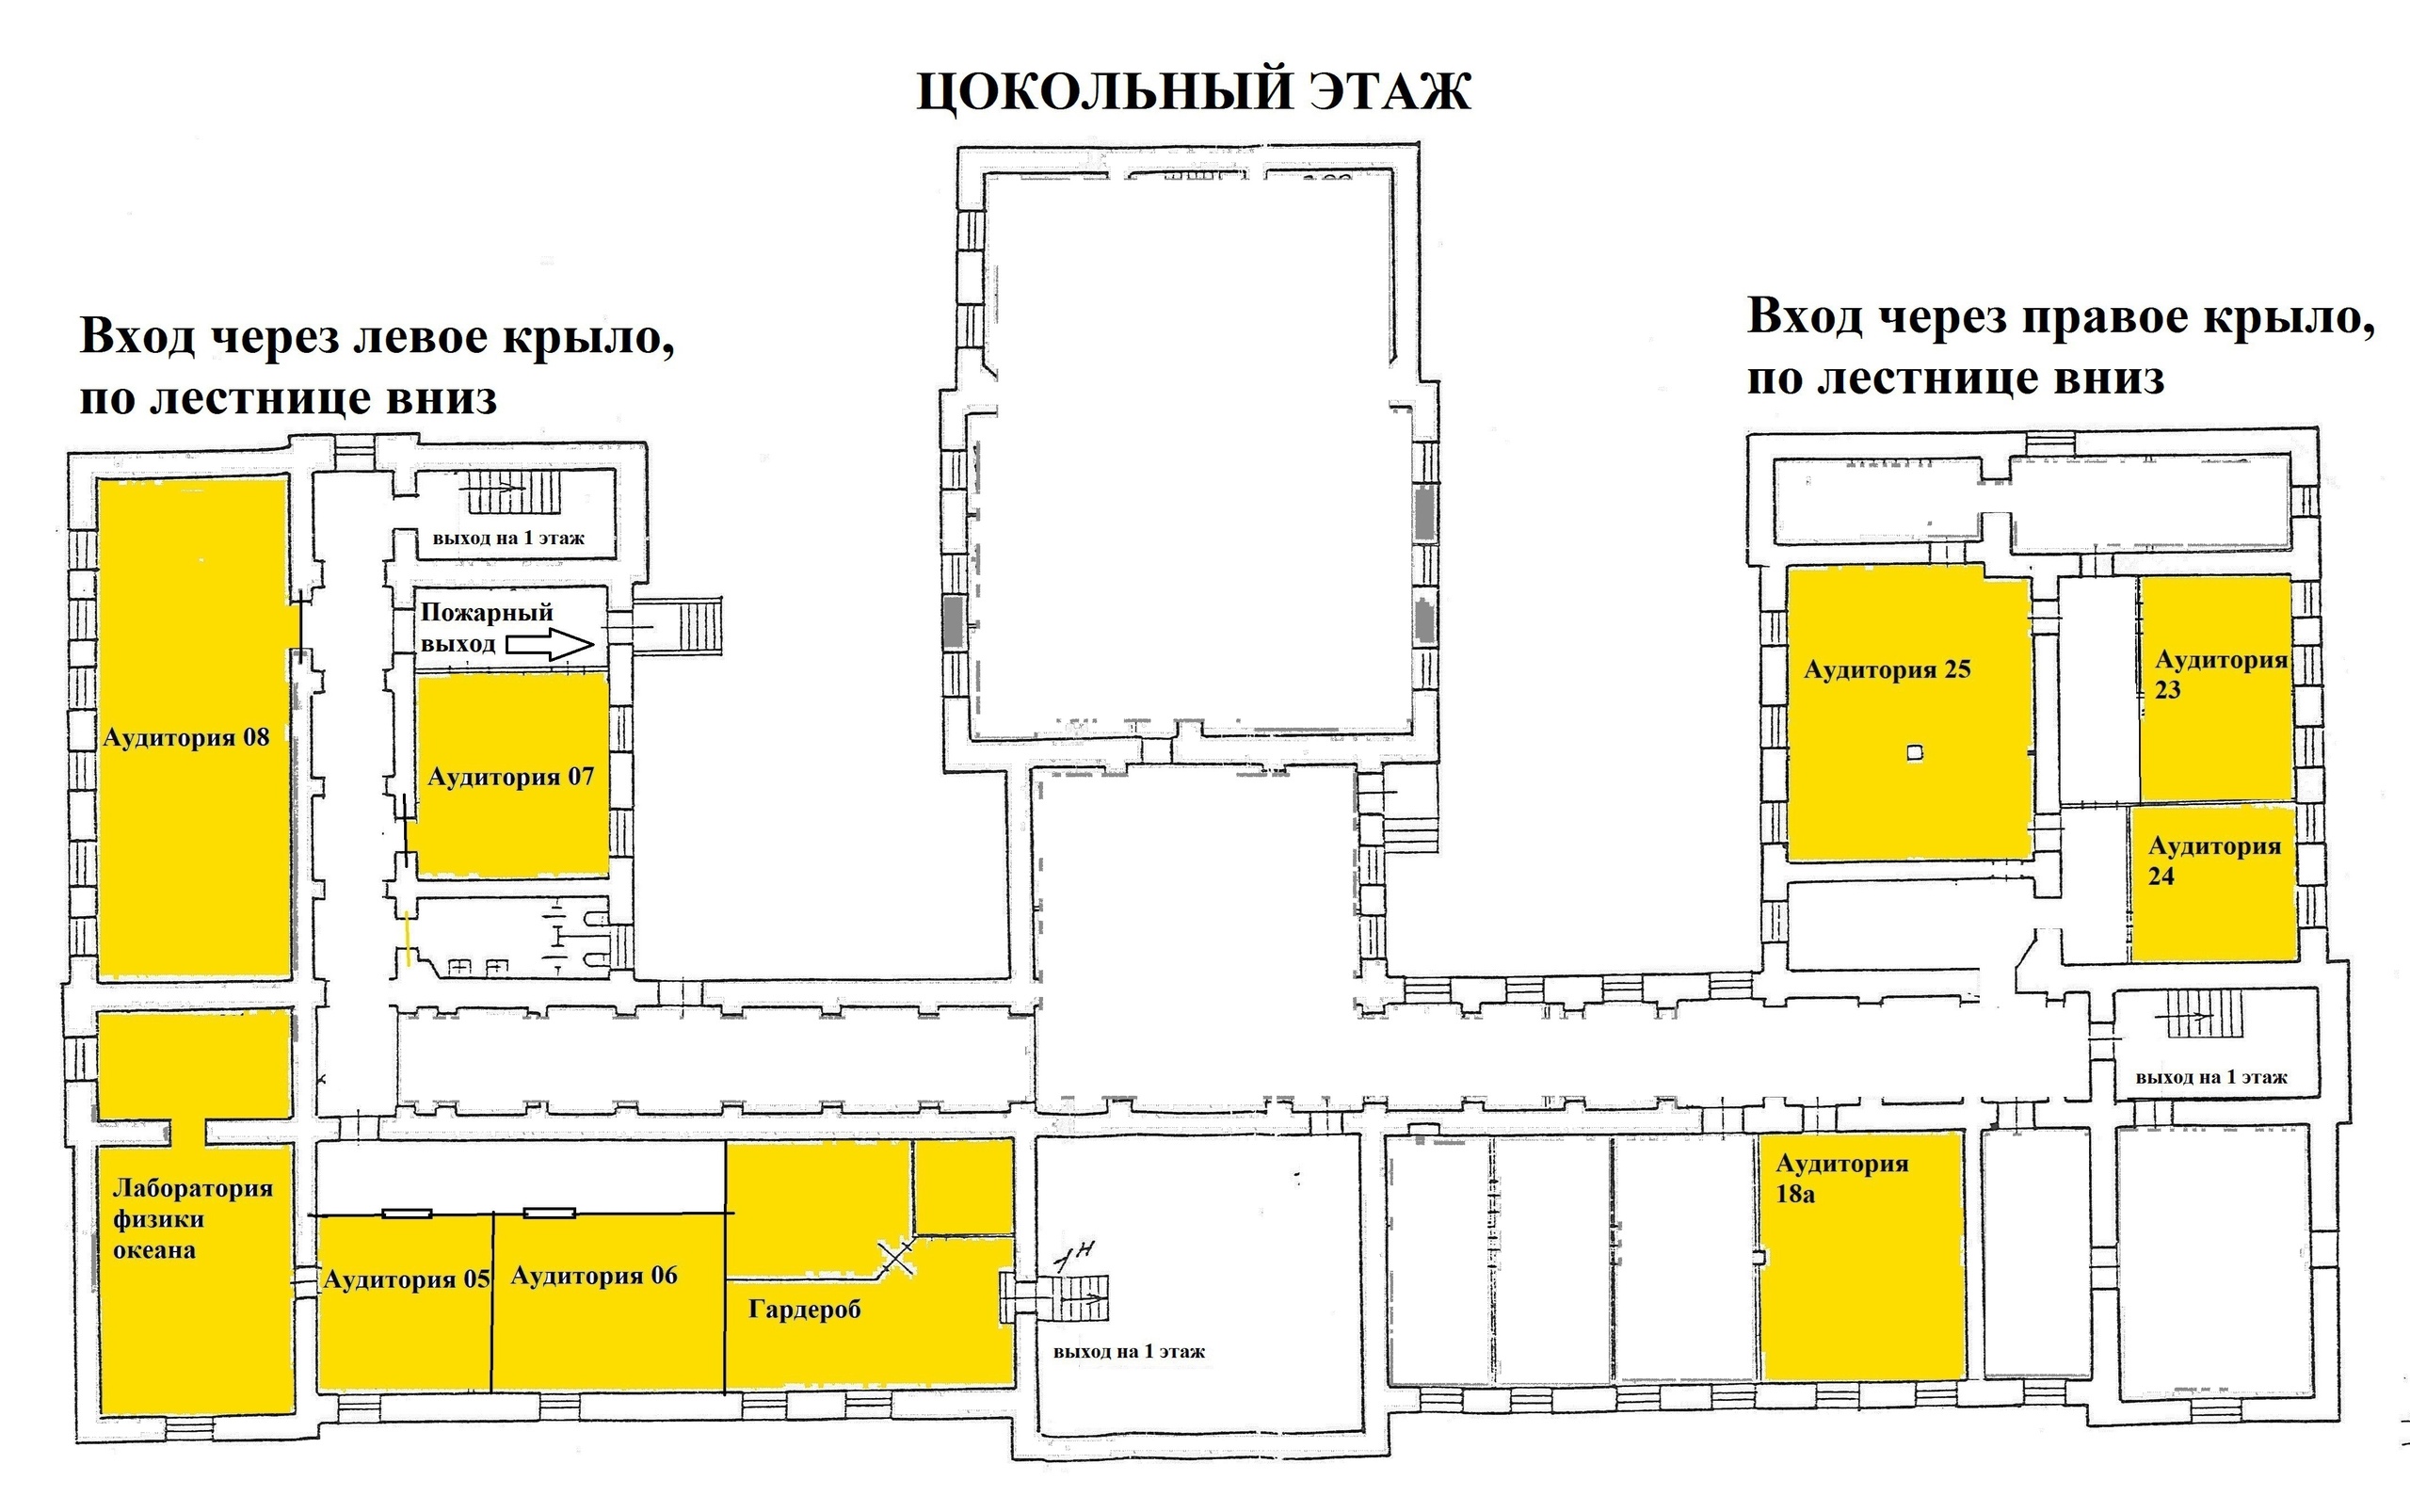 ЦОКОЛЬНЫЙ ЭТАЖ
Вход через левое крыло,
по лестнице вниз
Вход через правое крыло,
по лестнице вниз
выход на 1 этаж
Пожарный
выход
Аудитория 08
Аудитория 07
Аудитория 25
Аудитория
23
Аудитория
24
выход на 1 этаж
Лаборатория
физики
океана
Аудитория 05
Аудитория 06
Гардероб
выход на 1 этаж
Аудитория
18а